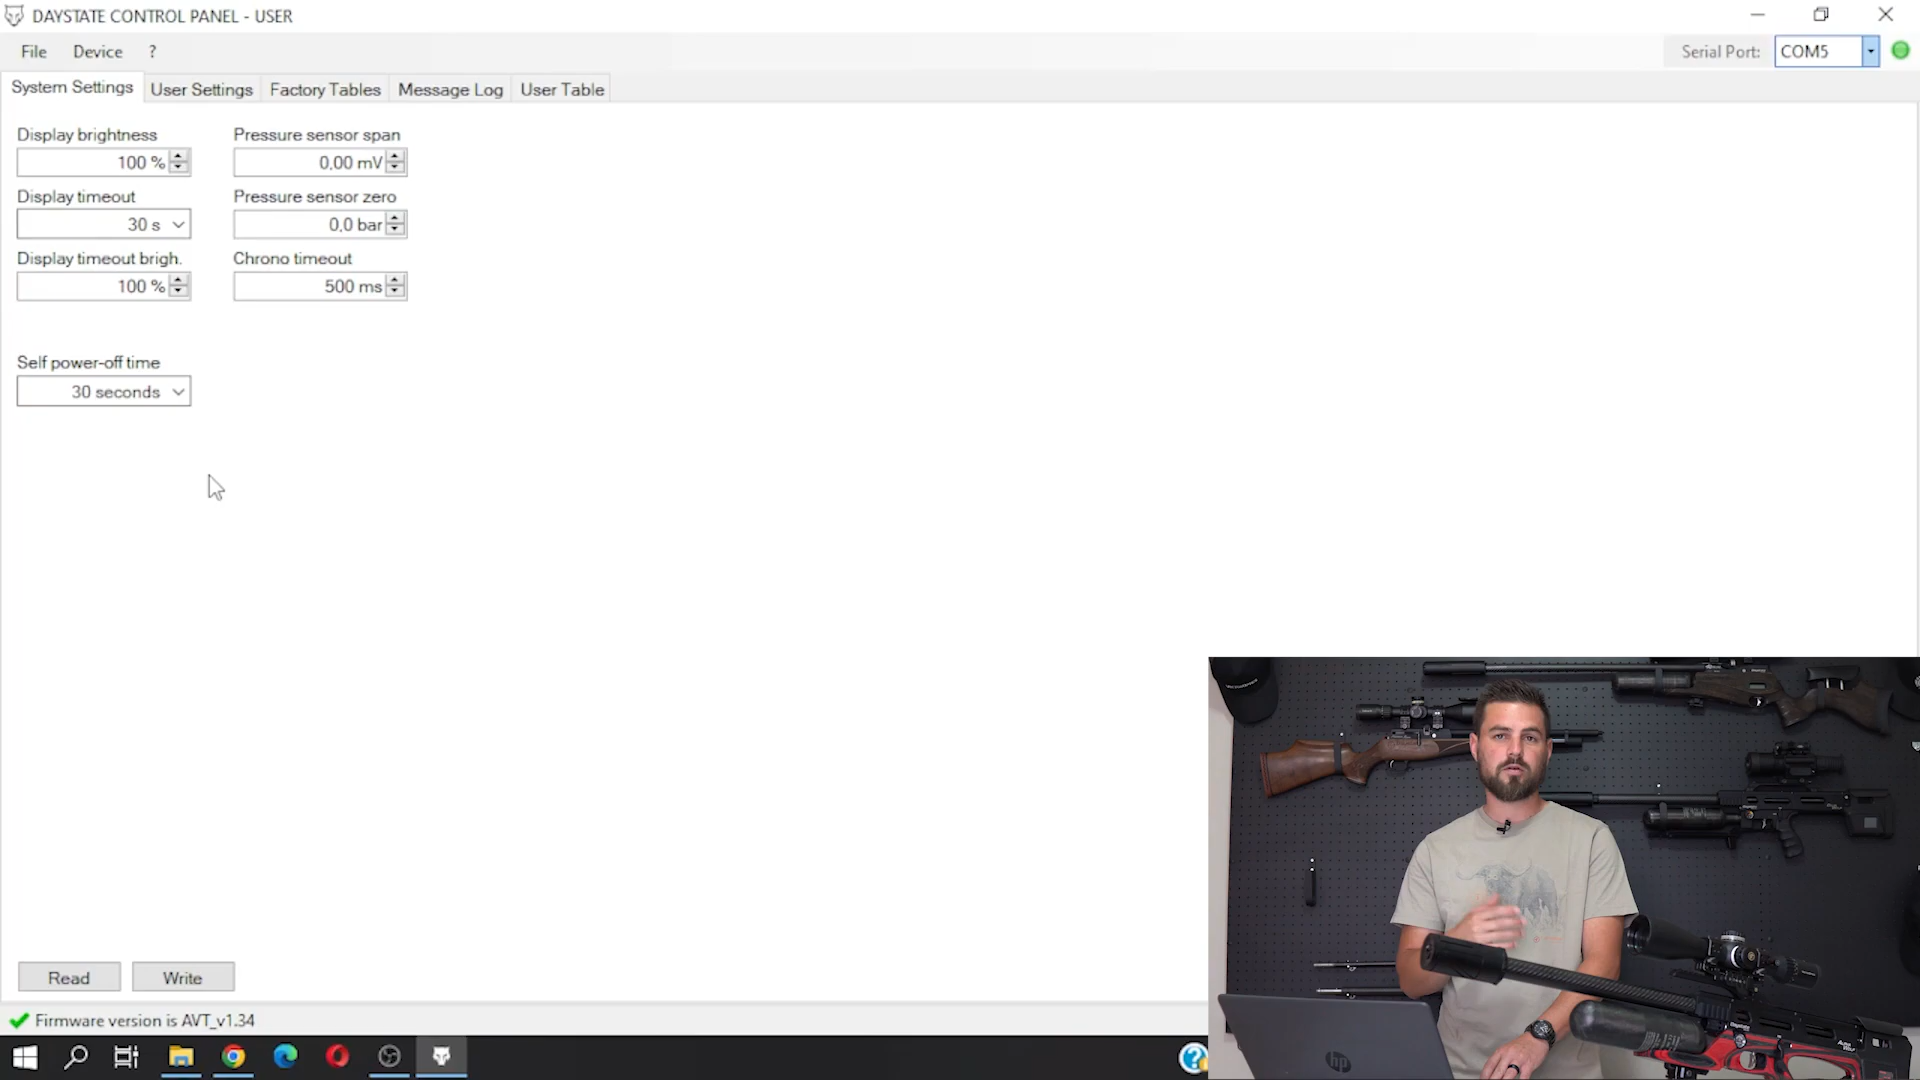 DAYSTATE CONTROL PANEL - USER
File Device ?
Serial Port: COM5
System Settings User Settings Factory Tables Message Log User Table
Display brightness Pressure sensor span
100 % 0,00 mV
Display timeout Pressure sensor zero
30 s 0,0 bar
Display timeout brigh. Chrono timeout
100 % 500 ms
Self power-off time
30 seconds
Read Write
Firmware version is AVT_v1.34
hp